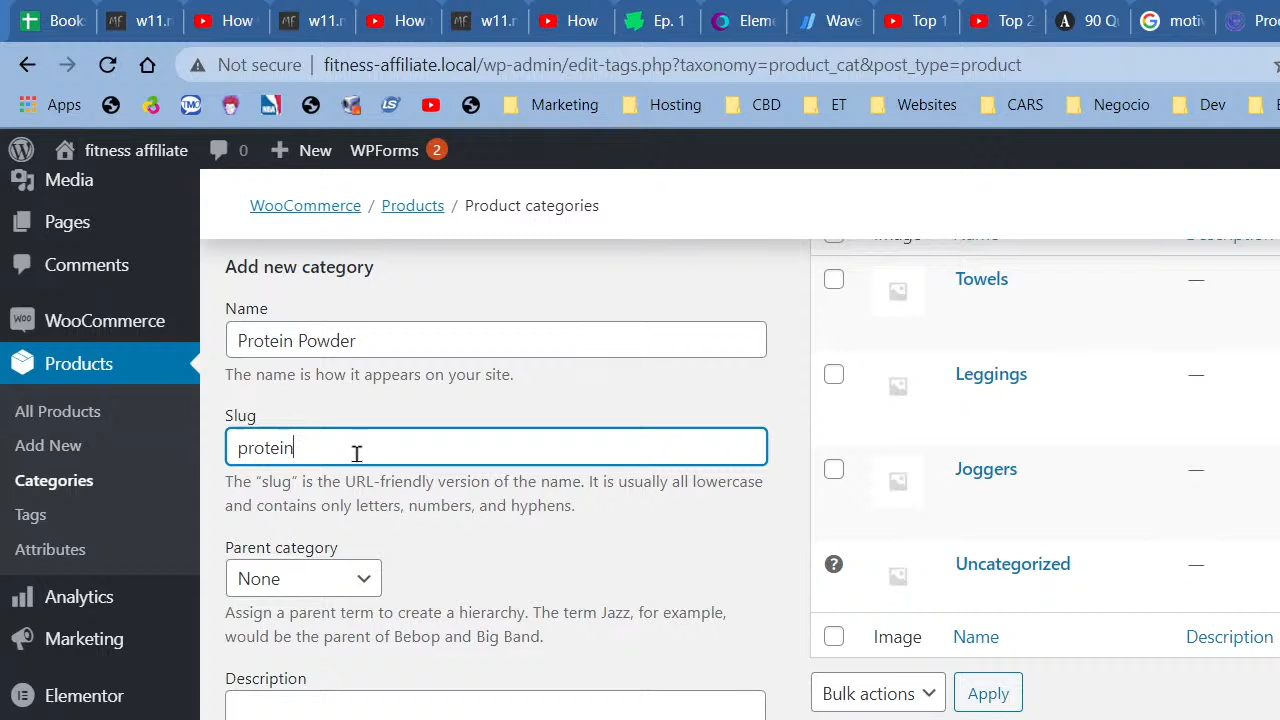 Book
w11.r
How
w11.r
How
w11.r
How
Ep. 1
Elem
Wave
Top 1
Top 2
90 Q
moti
Pro
Not secure
fitness-affiliate.local/wp-admin/edit-tags.php?taxonomy=product_cat&post_type=product
Apps
Marketing
Hosting
CBD
ET
Websites
CARS
Negocio
Dev
fitness affiliate
0
New
WPForms
2
Media
Pages
Comments
WooCommerce
Products
All Products
Add New
Categories
Tags
Attributes
Analytics
Marketing
Elementor
WooCommerce / Products / Product categories
Add new category
Name
Protein Powder
The name is how it appears on your site.
Slug
protein
The “slug” is the URL-friendly version of the name. It is usually all lowercase
and contains only letters, numbers, and hyphens.
Parent category
None
Assign a parent term to create a hierarchy. The term Jazz, for example,
would be the parent of Bebop and Big Band.
Description
Image
Name
Description
Towels
—
Leggings
—
Joggers
—
Uncategorized
—
Image
Name
Description
Bulk actions
Apply